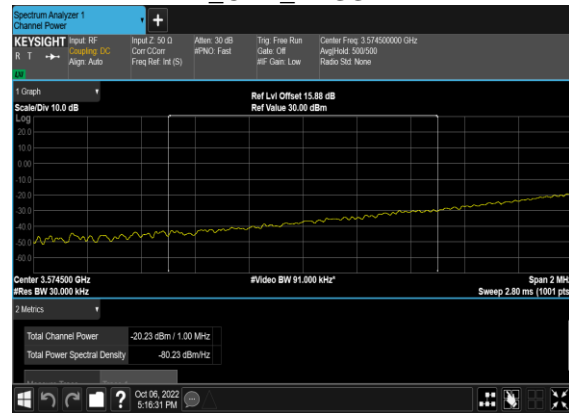 Spectrum Analyzer 1
Channel Power
+
KEYSIGHT Input: RF Input Z: 50 Ω Atten: 30 dB Trig: Free Run Center Freq: 3.574500000 GHz
R T Coupling: DC Corr CCorr #PNO: Fast Gate: Off Avg|Hold: 500/500
Align: Auto Freq Ref: Int (S) #IF Gain: Low Radio Std: None
1 Graph
Ref Lvl Offset 15.88 dB
Scale/Div 10.0 dB Ref Value 30.00 dBm
Log
20.0
10.0
0.00
-10.0
-20.0
-30.0
-40.0
-50.0
-60.0
Center 3.574500 GHz #Video BW 91.000 kHz* Span 2 MH
#Res BW 30.000 kHz Sweep 2.80 ms (1001 pts
2 Metrics
Total Channel Power -20.23 dBm / 1.00 MHz
Total Power Spectral Density -80.23 dBm/Hz
? Oct 06, 2022
5:16:31 PM